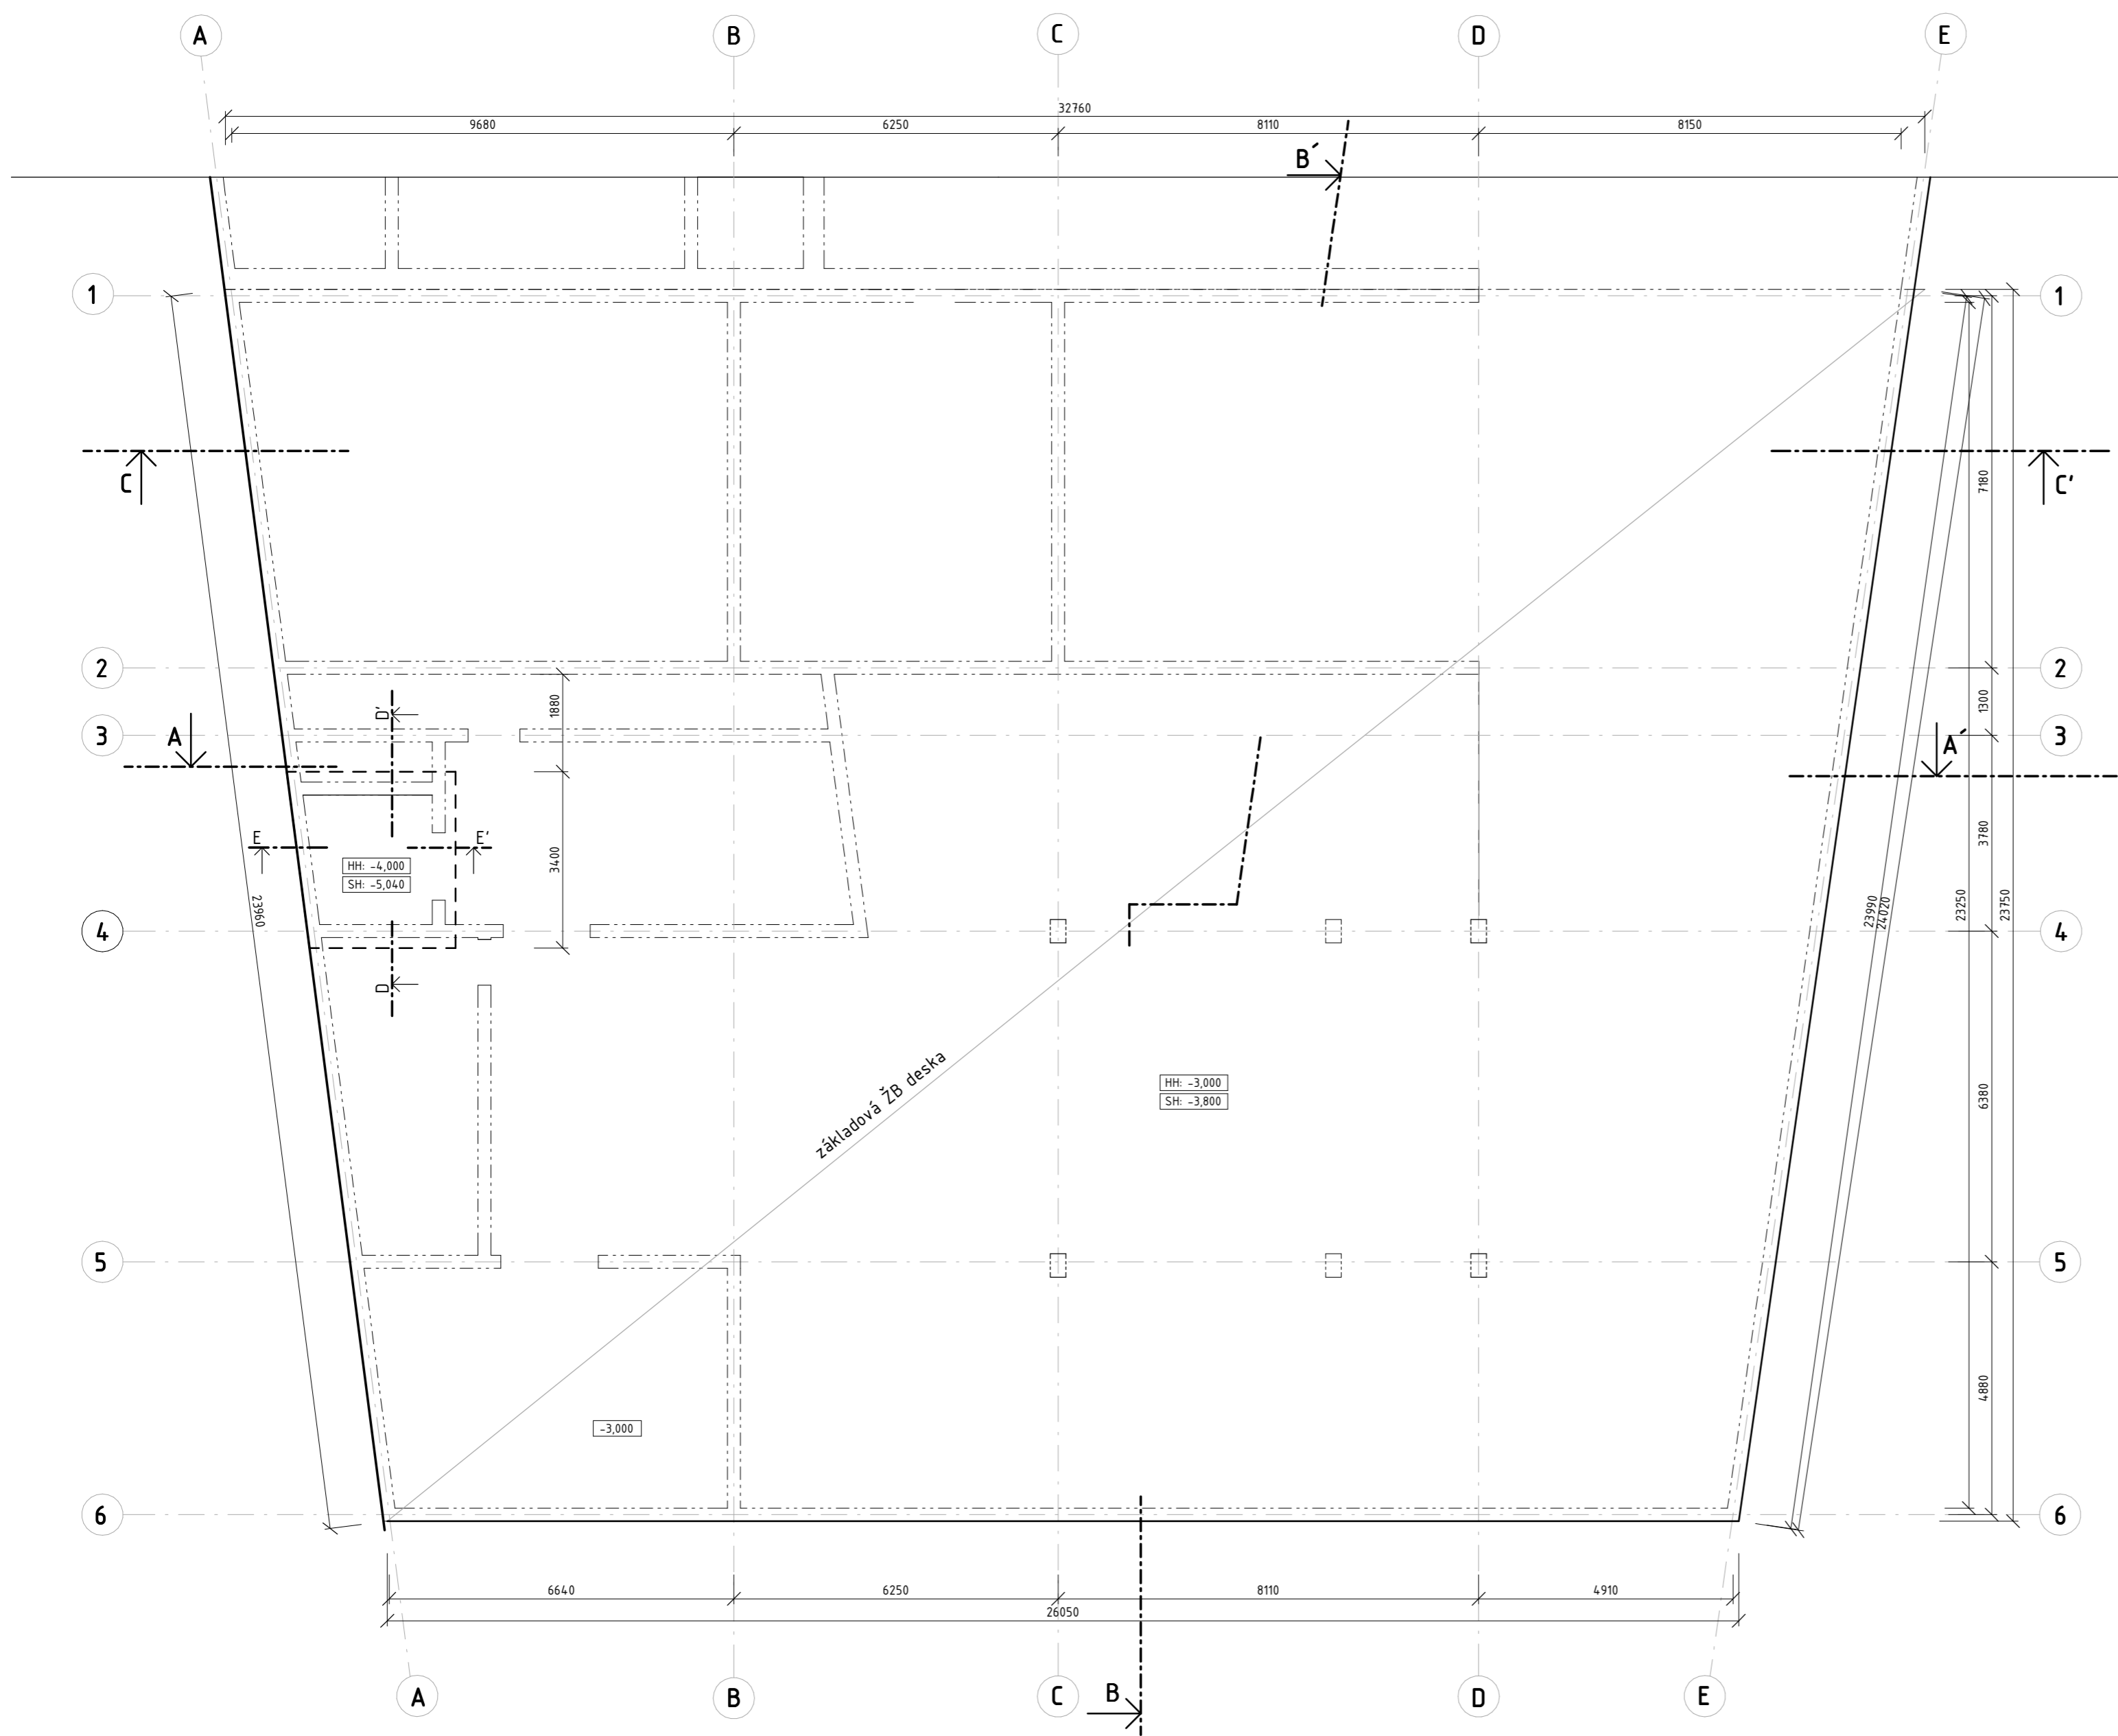 A
B
C
D
E
32760
9680
6250
8110
8150
B´
1
1
C
C'
7180
2
2
1880
D'
1300
3
A
A´
3
E
E'
HH: -4,000
SH: -5,040
3400
3780
23960
23990
24020
23250
23750
4
4
D
HH: -3,000
SH: -3,800
základová ŽB deska
6380
5
5
4880
-3,000
6
6
6640
6250
8110
4910
26050
A
B
C
B
D
E